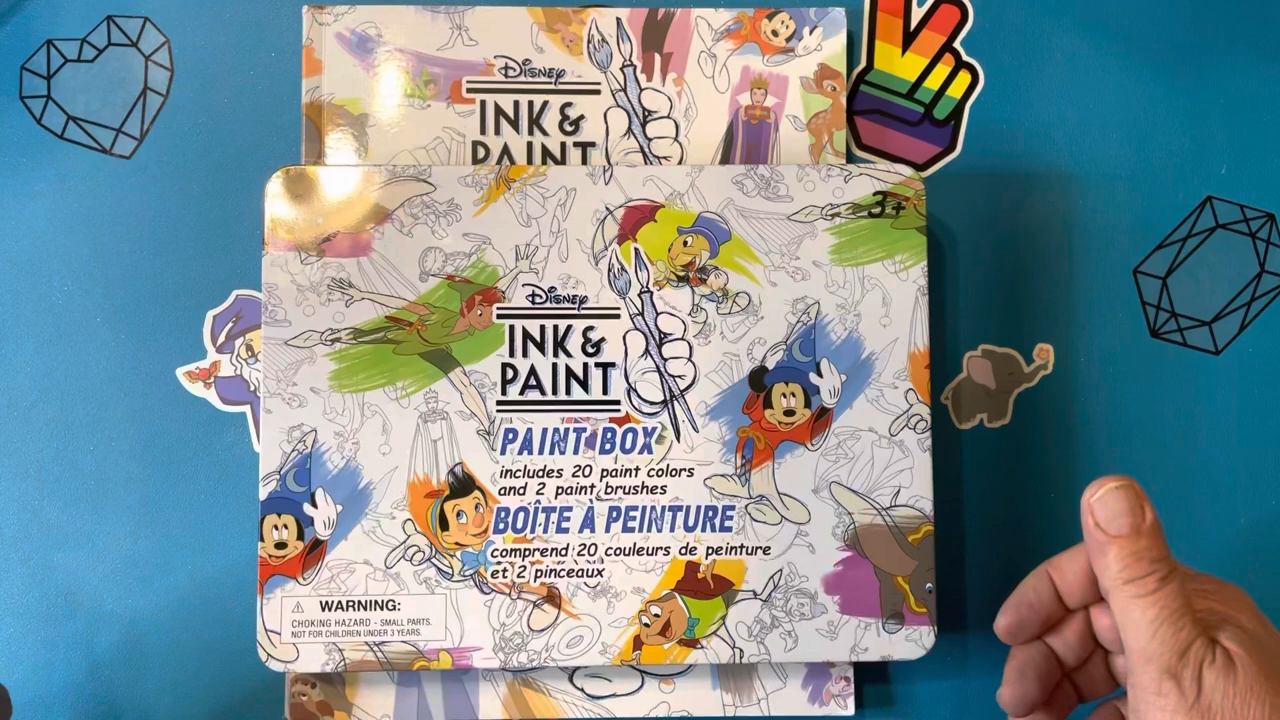 Disney
INK &
PAINT
3+
Disney
INK &
PAINT
PAINT BOX
includes 20 paint colors
and 2 paint brushes
BOÎTE À PEINTURE
comprend 20 couleurs de peinture
et 2 pinceaux
⚠ WARNING:
CHOKING HAZARD - SMALL PARTS.
NOT FOR CHILDREN UNDER 3 YEARS.